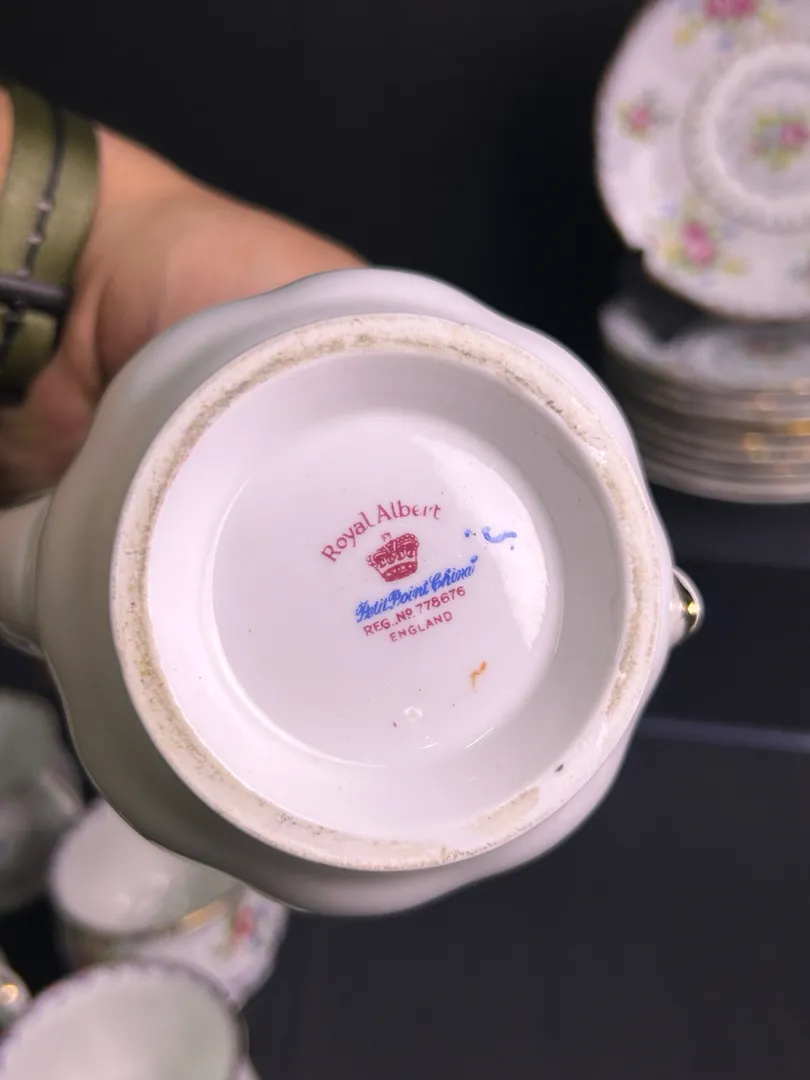 Royal Albert
Petit Point China
REG. No. 778676
ENGLAND